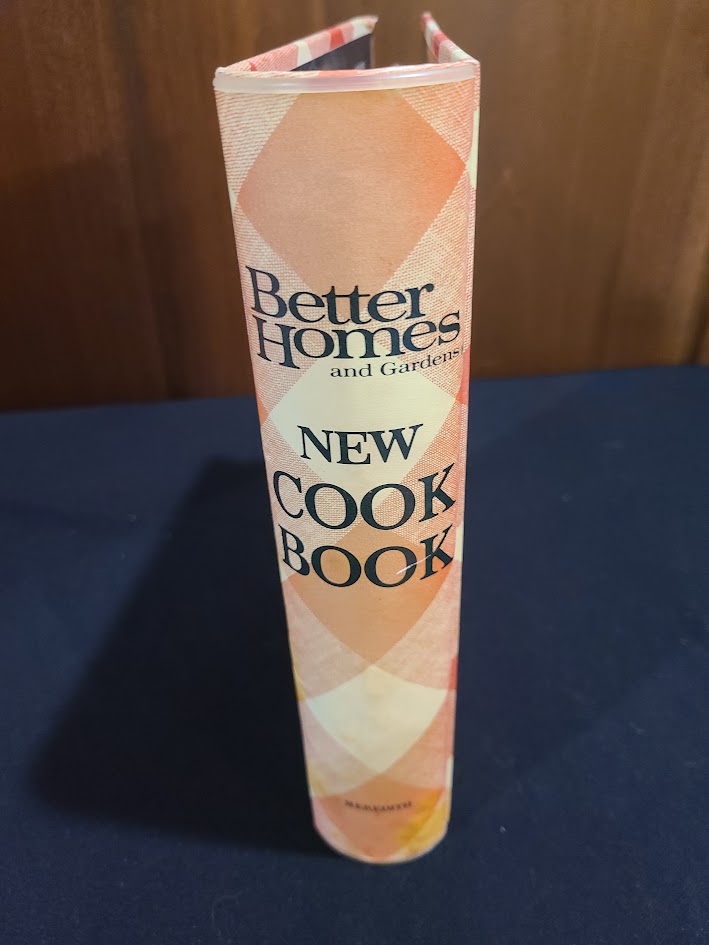 Better
Homes
and Gardens
NEW
COOK
BOOK
MEREDITH